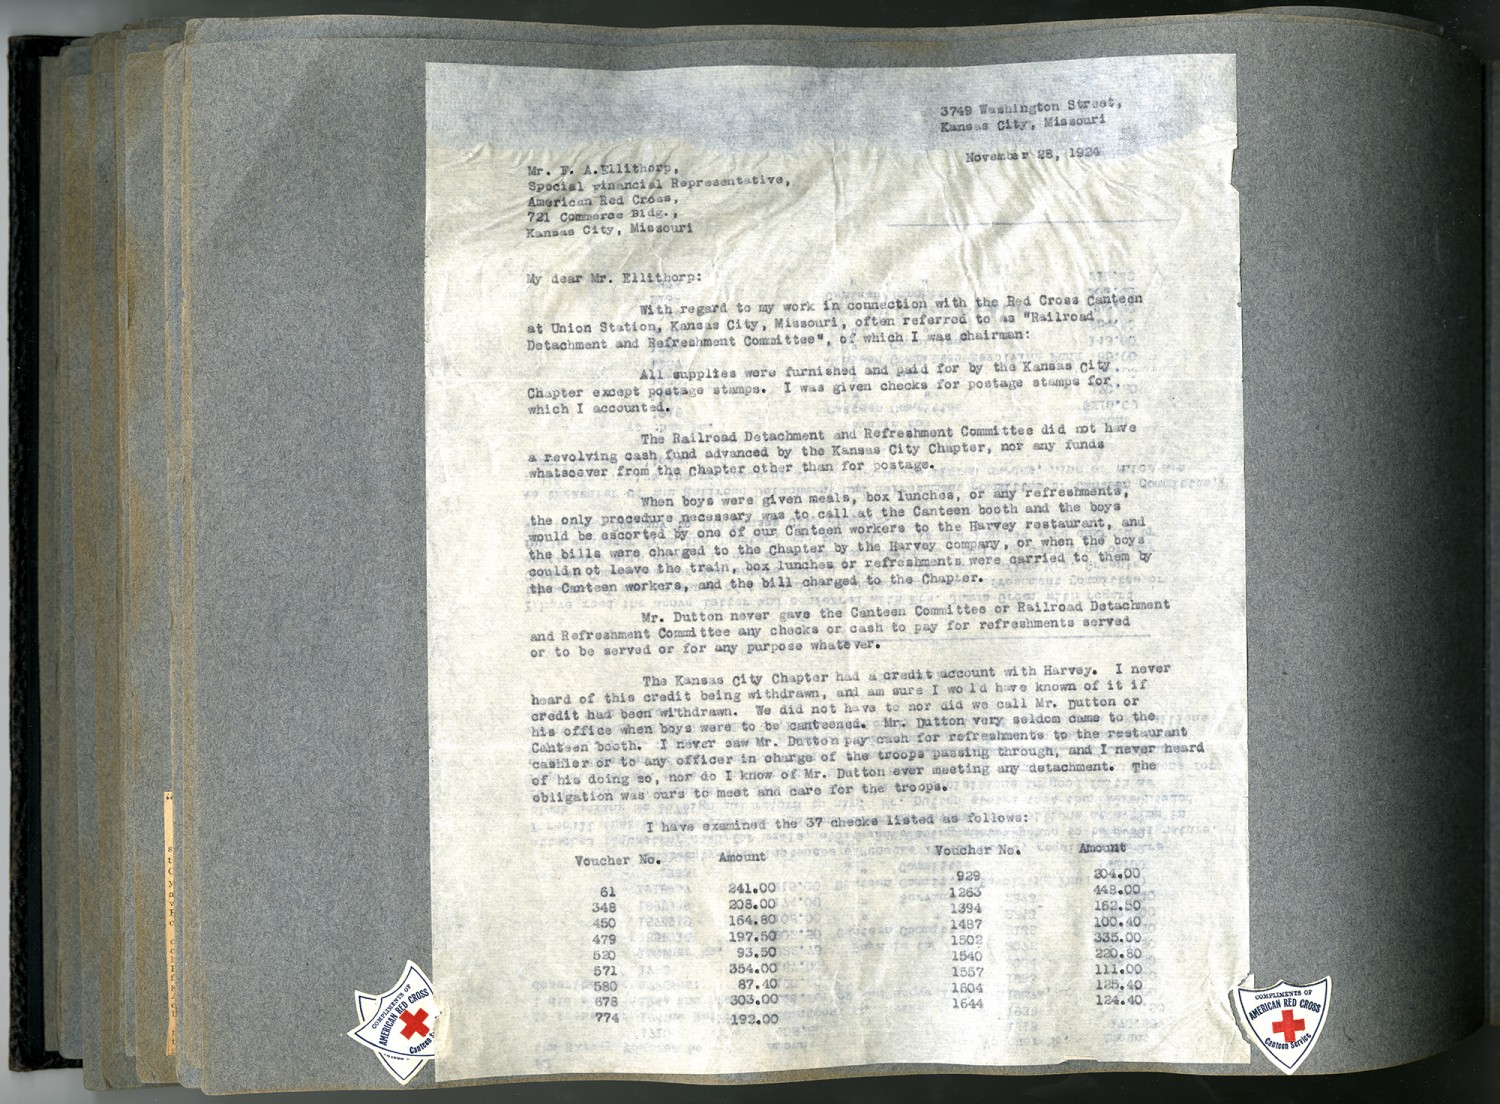 3749 Washington Street,
Kansas City, Missouri
November 28, 1924
Mr. F. A.Ellithorp,
Special Financial Representative,
American Red Cross,
721 Commerce Bldg.,
Kansas City, Missouri
My dear Mr. Ellithorp:
With regard to my work in connection with the Red Cross Canteen
at Union Station, Kansas City, Missouri, often referred to as "Railroad
Detachment and Refreshment Committee", of which I was chairman:
All supplies were furnished and paid for by the Kansas City
Chapter except postage stamps. I was given checks for postage stamps for
which I accounted.
The Railroad Detachment and Refreshment Committee did not have
a revolving cash fund advanced by the Kansas City Chapter, nor any funds
whatsoever from the Chapter other than for postage.
When boys were given meals, box lunches, or any refreshments,
the only procedure necessary was to call at the Canteen booth and the boys
would be escorted by one of our Canteen workers to the Harvey restaurant, and
the bills were charged to the Chapter by the Harvey company, or when the boys
could not leave the train, box lunches or refreshments were carried to them by
the Canteen workers, and the bill charged to the Chapter.
Mr. Dutton never gave the Canteen Committee or Railroad Detachment
and Refreshment Committee any checks or cash to pay for refreshments served
or to be served or for any purpose whatever.
The Kansas City Chapter had a credit account with Harvey. I never
heard of this credit being withdrawn, and am sure I wo ld have known of it if
credit had been withdrawn. We did not have to nor did we call Mr. Dutton or
his office when boys were to be canteened. Mr. Dutton very seldom came to the
Canteen booth. I never saw Mr. Dutton pay cash for refreshments to the restaurant
cashier or to any officer in charge of the troops passing through, and I never heard
of his doing so, nor do I know of Mr. Dutton ever meeting any detachment. The
obligation was ours to meet and care for the troops.
I have examined the 37 checks listed as follows:
Voucher No. Amount Voucher No. Amount
61 241.00 929 204.00
348 208.00 1263 448.00
450 164.80 1394 162.50
479 197.50 1487 100.40
520 93.50 1502 335.00
571 354.00 1540 220.80
580 87.40 1557 111.00
678 303.00 1604 125.40
774 192.00 1644 124.40
COMPLIMENTS OF
AMERICAN RED CROSS
Canteen
COMPLIMENTS OF
AMERICAN RED CROSS
Canteen Service